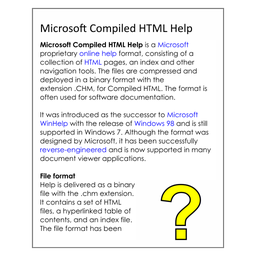 Microsoft Compiled HTML Help
Microsoft Compiled HTML Help is a Microsoft
proprietary online help format, consisting of a
collection of HTML pages, an index and other
navigation tools. The files are compressed and
deployed in a binary format with the
extension .CHM, for Compiled HTML. The format is
often used for software documentation.
It was introduced as the successor to Microsoft
WinHelp with the release of Windows 98 and is still
supported in Windows 7. Although the format was
designed by Microsoft, it has been successfully
reverse-engineered and is now supported in many
document viewer applications.
File format
Help is delivered as a binary
file with the .chm extension.
It contains a set of HTML
files, a hyperlinked table of
contents, and an index file.
The file format has been
?